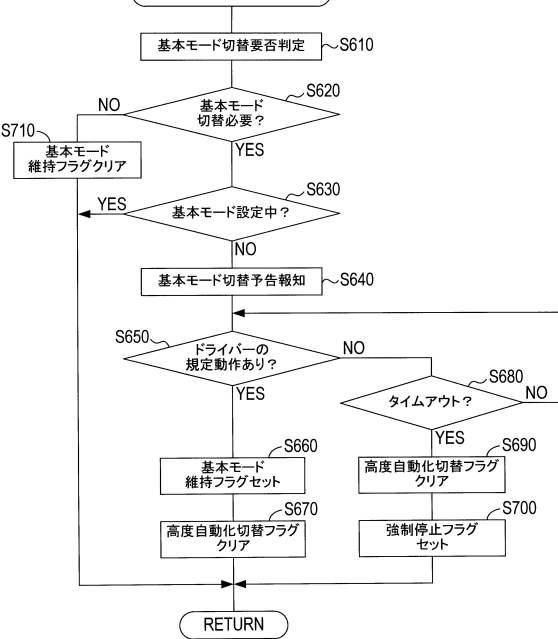 基本モード切替要否判定
S610
S620
基本モード
切替必要？
NO
YES
S710
基本モード
維持フラグクリア
S630
基本モード設定中？
YES
NO
基本モード切替予告報知
S640
S650
ドライバーの
規定動作あり？
NO
YES
S680
タイムアウト？
NO
YES
S660
基本モード
維持フラグセット
S690
高度自動化切替フラグ
クリア
S670
高度自動化切替フラグ
クリア
S700
強制停止フラグ
セット
RETURN